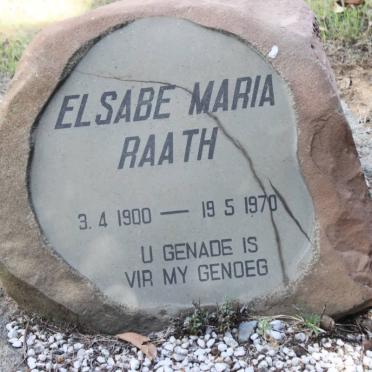 ELSABE MARIA
RAATH
3. 4 1900 — 19 5 1970
U GENADE IS
VIR MY GENOEG